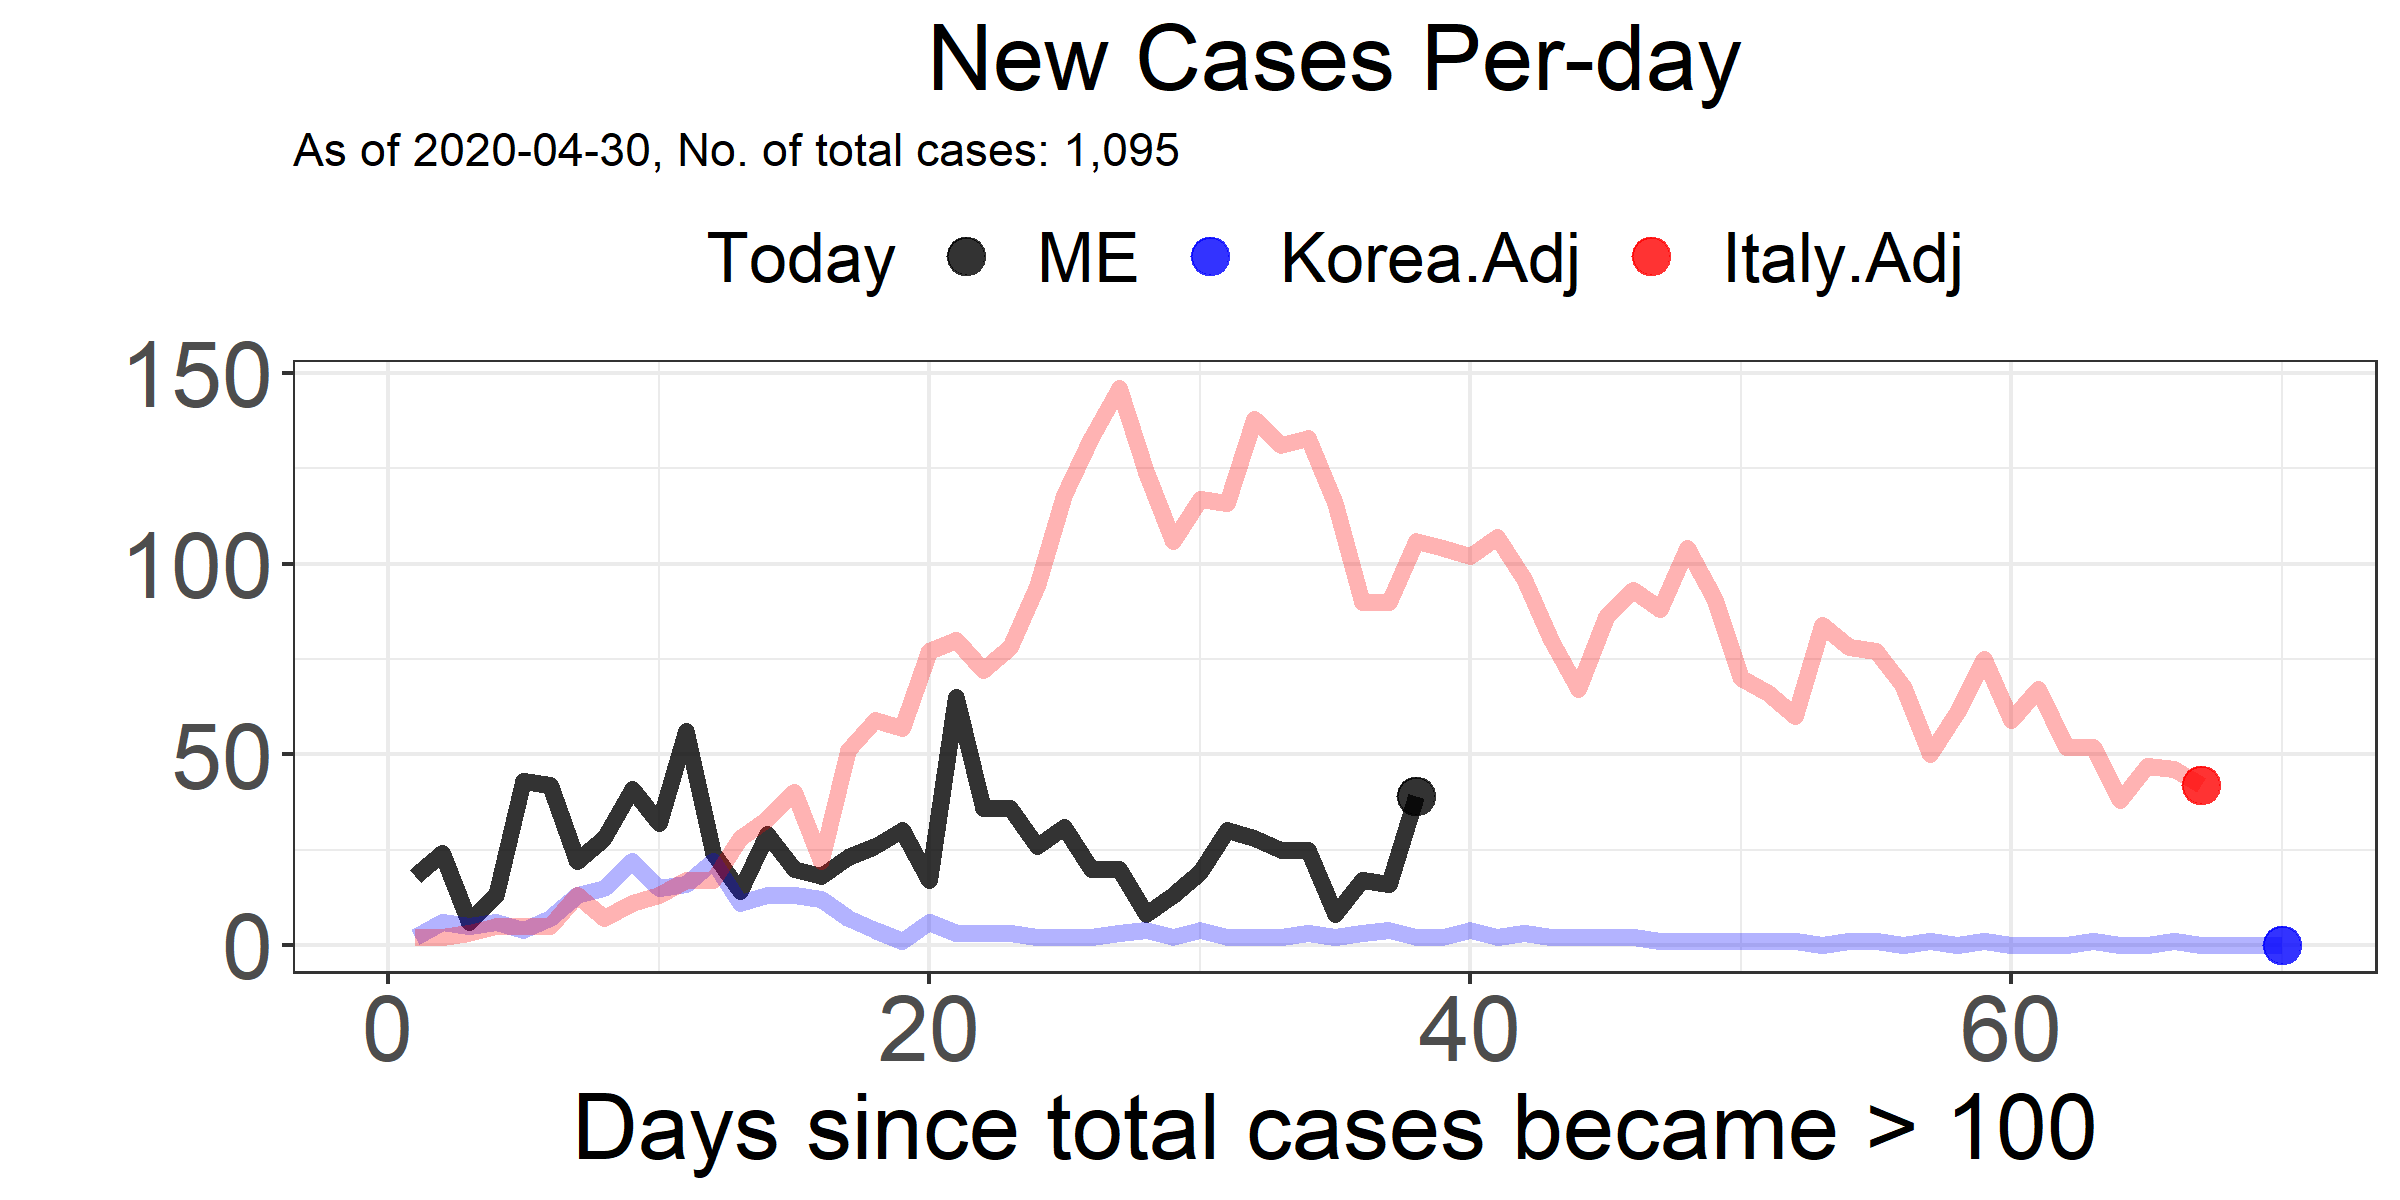 New Cases Per-day
As of 2020-04-30, No. of total cases: 1,095
Today ME Korea.Adj Italy.Adj
150
100
50
0
0 20 40 60
Days since total cases became > 100